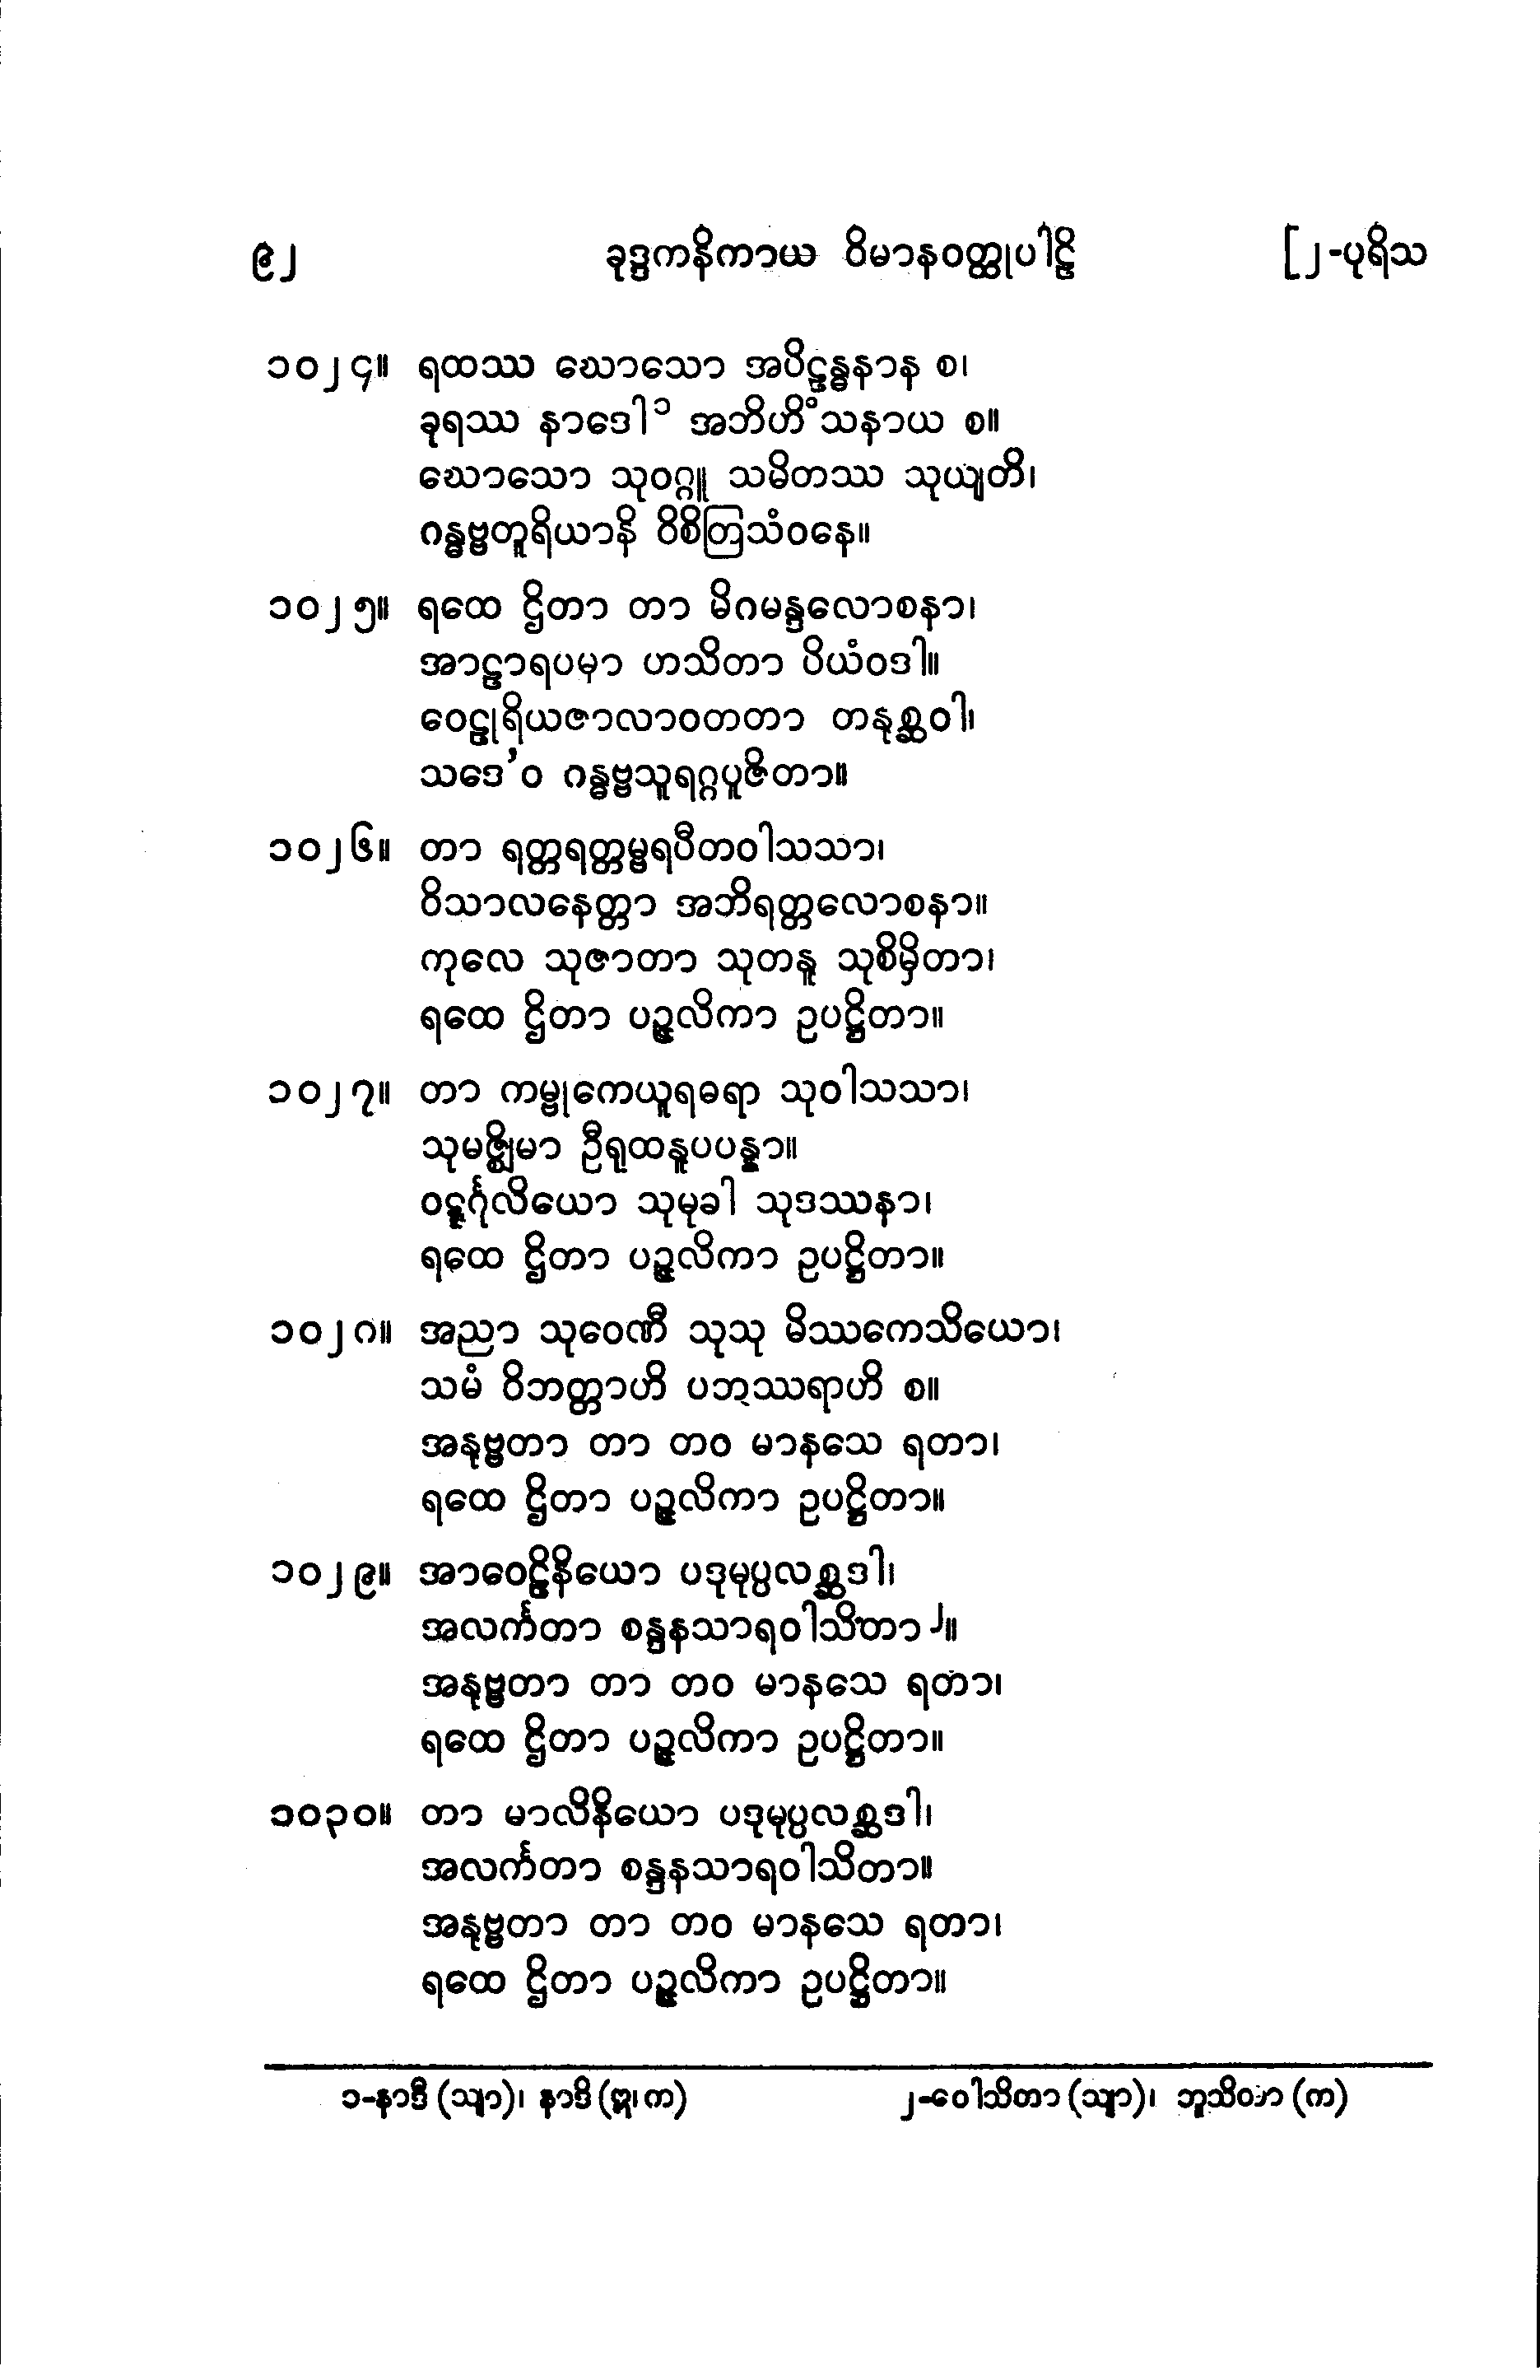 ၉၂ ခုဒ္ဒကနိကာယ ဝိမာနဝတ္ထုပါဠိ [၂-ပုရိသ
၁၀၂၄။ ရထဿ ဃောသော အပိဠန္ဓနာန စ၊
ခုရဿ နာဒေါ၁ အဘိဟိံသနာယ စ။
ဃောသော သုဝဂ္ဂူ သမိတဿ သုယျတိ၊
ဂန္ဓဗ္ဗတူရိယာနိ ဝိစိတြသံဝနေ။
၁၀၂၅။ ရထေ ဌိတာ တာ မိဂမန္ဒလောစနာ၊
အာဠာရပမှာ ဟသိတာ ပိယံဝဒါ။
ဝေဠုရိယဇာလာဝတတာ တနုစ္ဆဝါ၊
သဒေ’ဝ ဂန္ဓဗ္ဗသူရဂ္ဂပူဇိတာ။
၁၀၂၆။ တာ ရတ္တရတ္တမ္ဗရပီတဝါသသာ၊
ဝိသာလနေတ္တာ အဘိရတ္တလောစနာ။
ကုလေ သုဇာတာ သုတနူ သုစိမှိတာ၊
ရထေ ဌိတာ ပဉ္ဇလိကာ ဥပဋ္ဌိတာ။
၁၀၂၇။ တာ ကမ္ဗုကေယူရဓရာ သုဝါသသာ၊
သုမဇ္ဈိမာ ဦရုထနူပပန္နာ။
ဝဋ္ဋင်္ဂုလိယော သုမုခါ သုဒဿနာ၊
ရထေ ဌိတာ ပဉ္ဇလိကာ ဥပဋ္ဌိတာ။
၁၀၂၈။ အညာ သုဝေဏီ သုသု မိဿကေသိယော၊
သမံ ဝိဘတ္တာဟိ ပဘဿရာဟိ စ။
အနုဗ္ဗတာ တာ တဝ မာနသေ ရတာ၊
ရထေ ဌိတာ ပဉ္ဇလိကာ ဥပဋ္ဌိတာ။
၁၀၂၉။ အာဝေဠိနိယော ပဒုမုပ္ပလစ္ဆဒါ၊
အလင်္ကတာ စန္ဒနသာရဝါသိတာ၂။
အနုဗ္ဗတာ တာ တဝ မာနသေ ရတာ၊
ရထေ ဌိတာ ပဉ္ဇလိကာ ဥပဋ္ဌိတာ။
၁၀၃၀။ တာ မာလိနိယော ပဒုမုပ္ပလစ္ဆဒါ၊
အလင်္ကတာ စန္ဒနသာရဝါသိတာ။
အနုဗ္ဗတာ တာ တဝ မာနသေ ရတာ၊
ရထေ ဌိတာ ပဉ္ဇလိကာ ဥပဋ္ဌိတာ။
၁-နာဒီ (သျာ)၊ နာဒိ (ဋ္ဌ၊ က) ၂-ဝေါသိတာ (သျာ)၊ ဘူသိတာ (က)